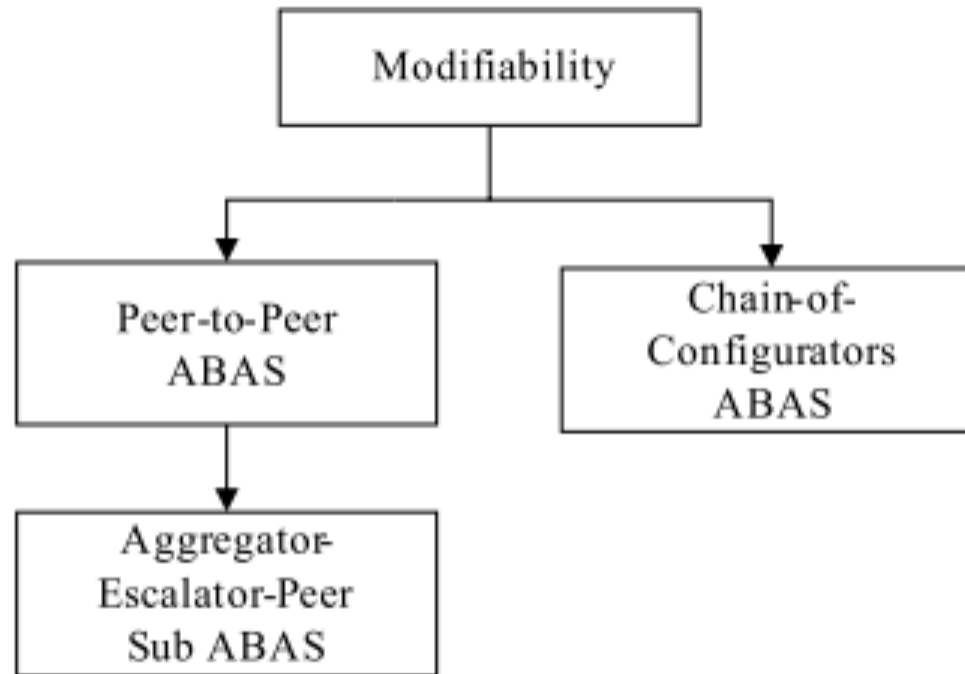 Modifiability
Peer-to-Peer
ABAS
Chain-of-
Configurators
ABAS
Aggregator-
Escalator-Peer
Sub ABAS